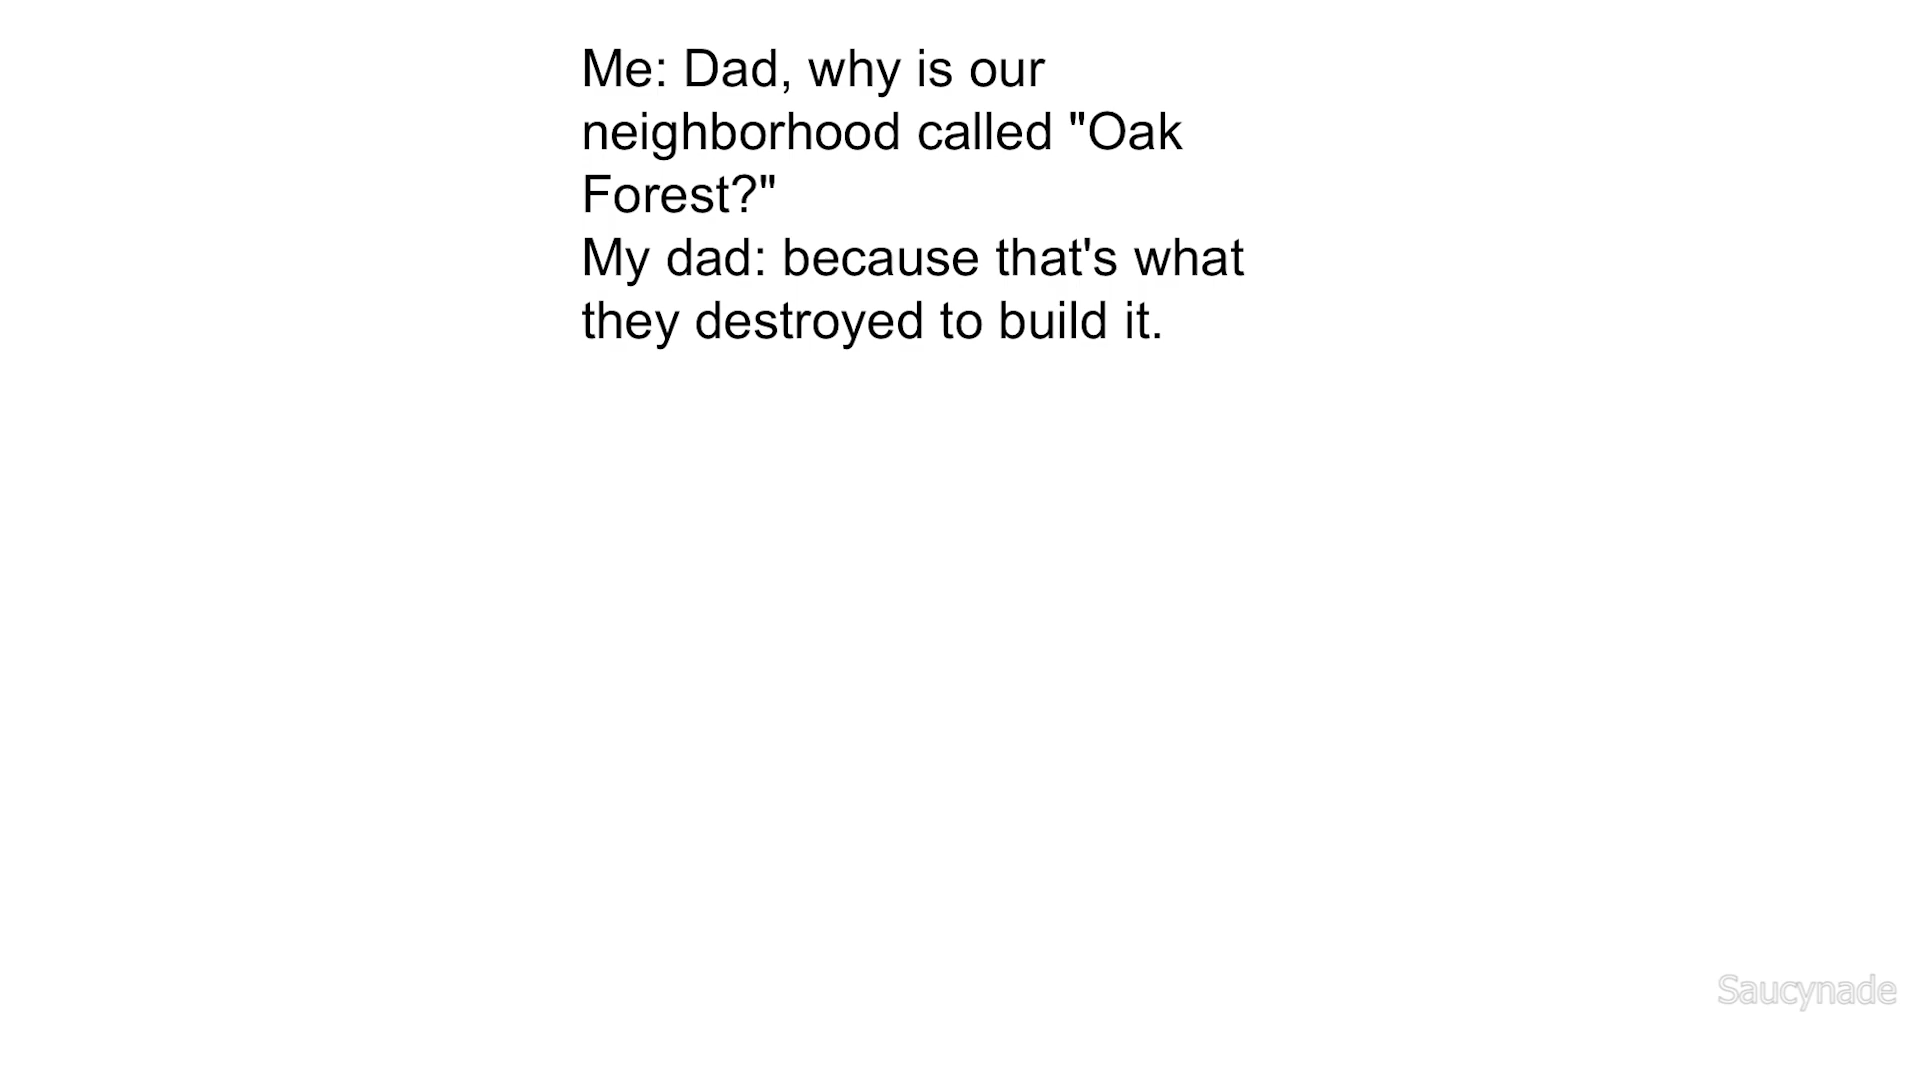 Me: Dad, why is our
neighborhood called "Oak
Forest?"
My dad: because that's what
they destroyed to build it.
Saucynade